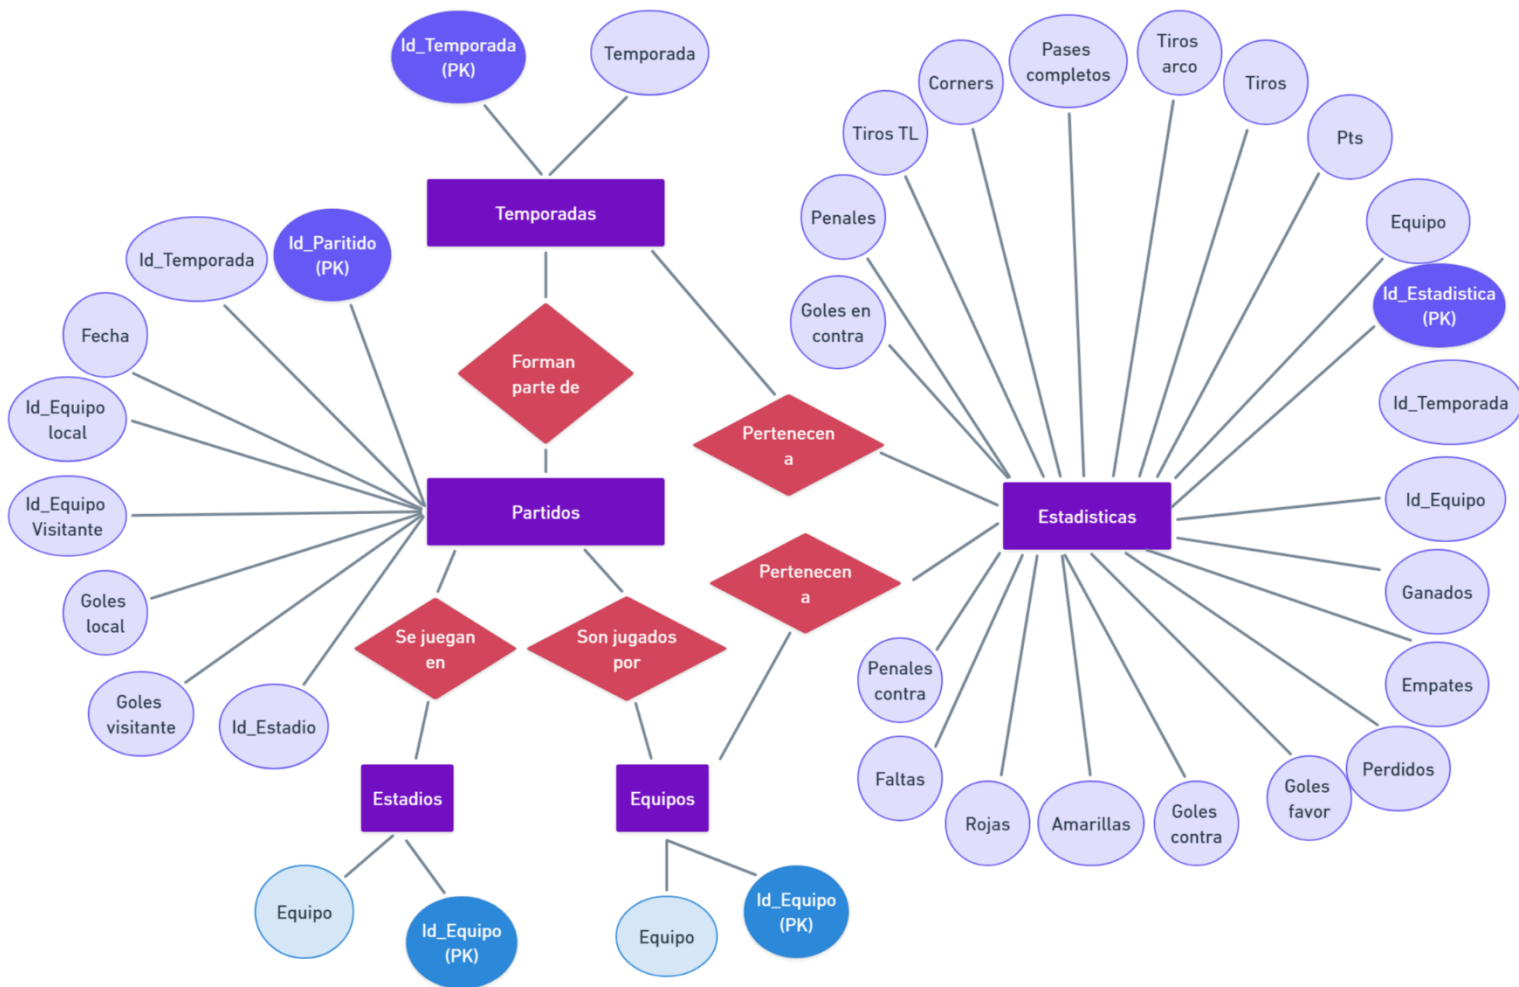 Id_Temporada
(PK)
Temporada
Temporadas
Id_Temporada
Id_Paritido
(PK)
Fecha
Id_Equipo
local
Id_Equipo
Visitante
Goles
local
Goles
visitante
Id_Estadio
Forman
parte de
Partidos
Se juegan
en
Son jugados
por
Estadios
Equipos
Equipo
Id_Equipo
(PK)
Equipo
Id_Equipo
(PK)
Pertenecen
a
Pertenecen
a
Estadisticas
Goles en
contra
Penales
Tiros TL
Corners
Pases
completos
Tiros
arco
Tiros
Pts
Equipo
Id_Estadistica
(PK)
Id_Temporada
Id_Equipo
Ganados
Empates
Perdidos
Goles
favor
Goles
contra
Amarillas
Rojas
Faltas
Penales
contra